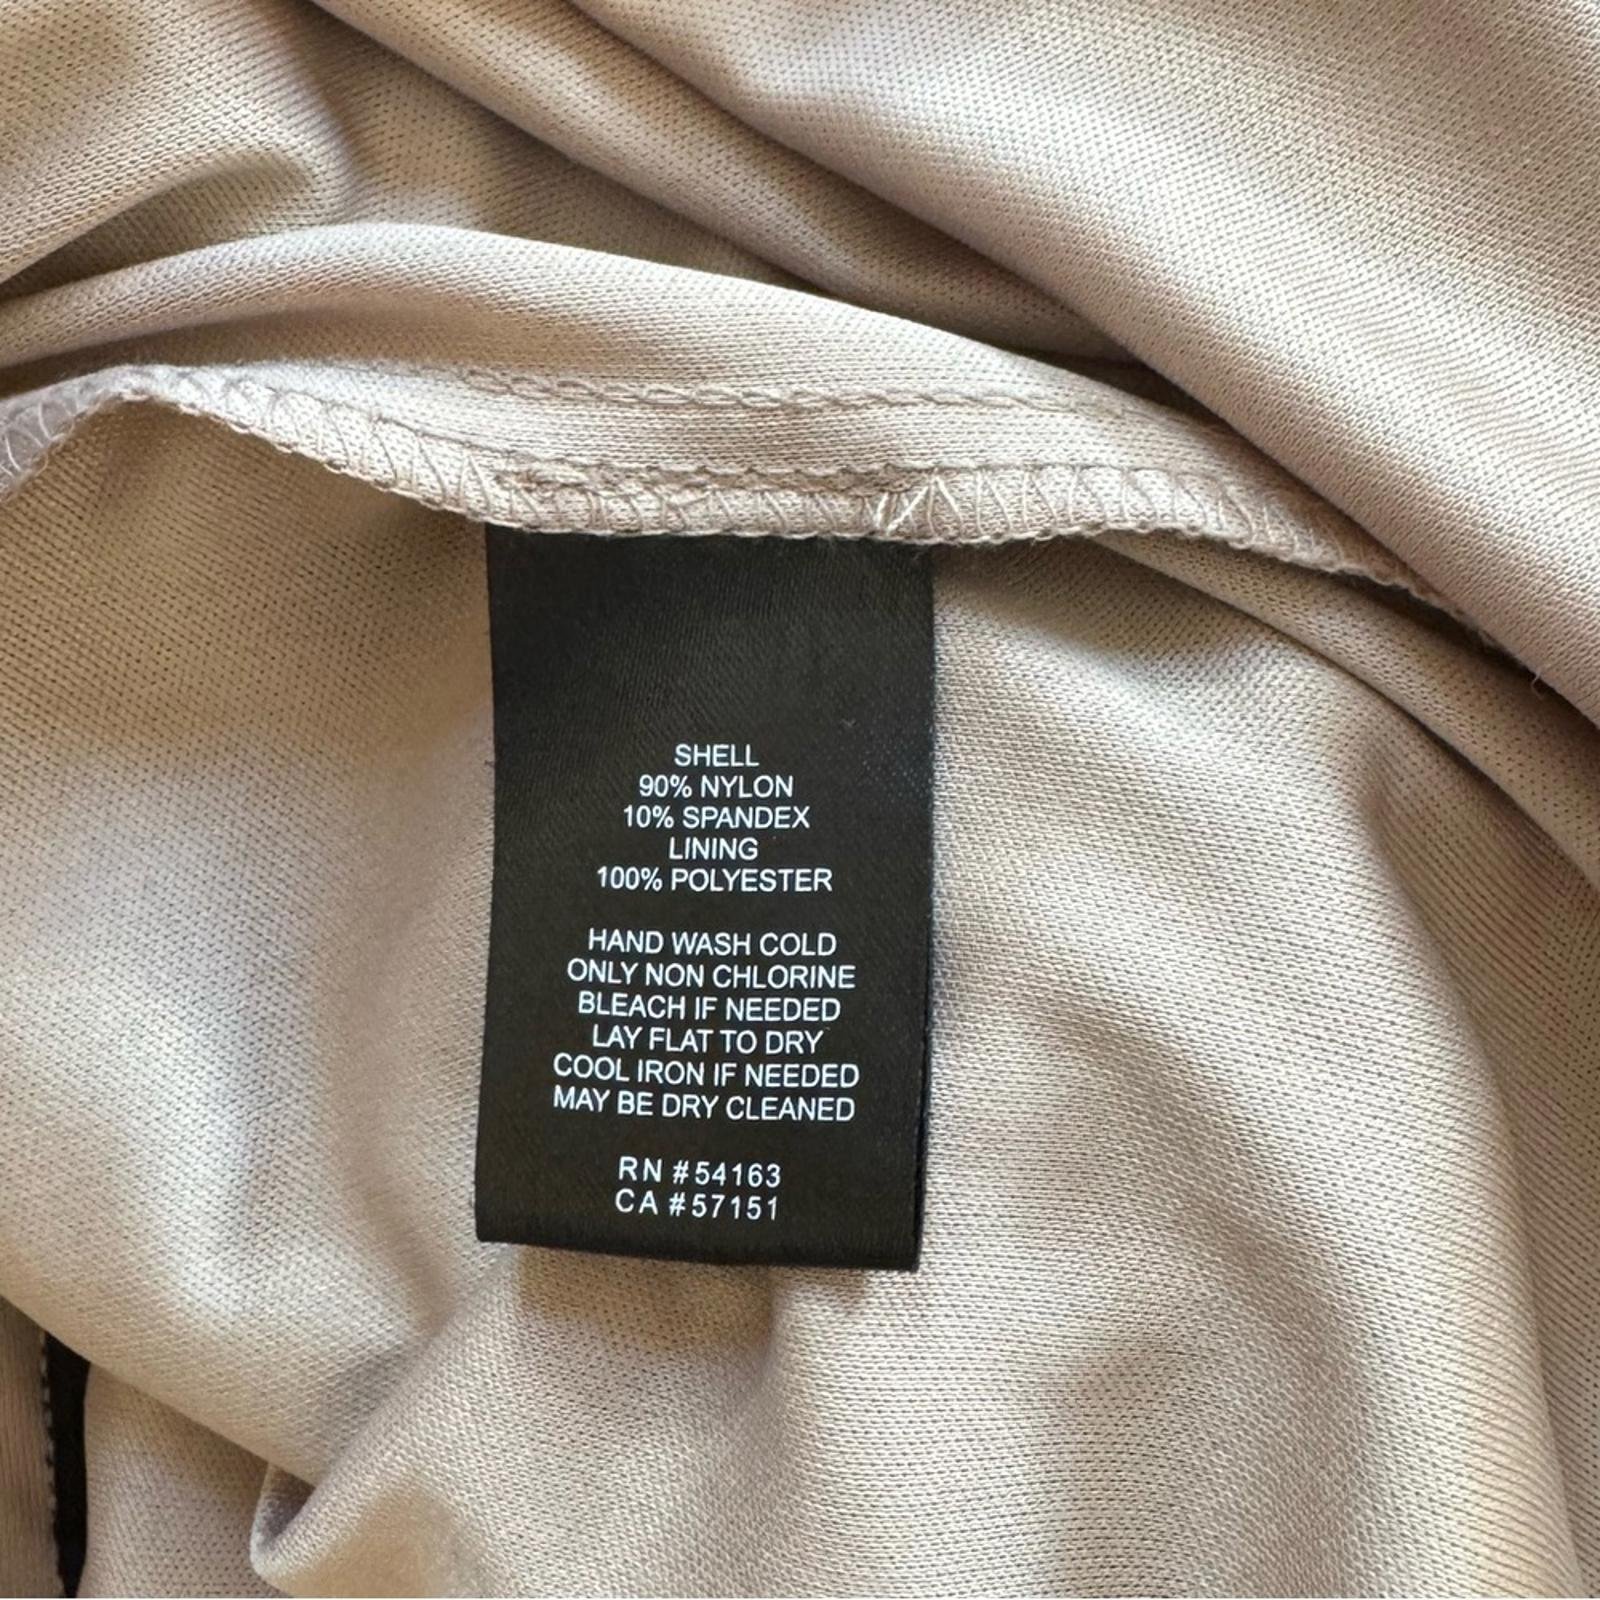 SHELL
90% NYLON
10% SPANDEX
LINING
100% POLYESTER
HAND WASH COLD
ONLY NON CHLORINE
BLEACH IF NEEDED
LAY FLAT TO DRY
COOL IRON IF NEEDED
MAY BE DRY CLEANED
RN #54163
CA #57151